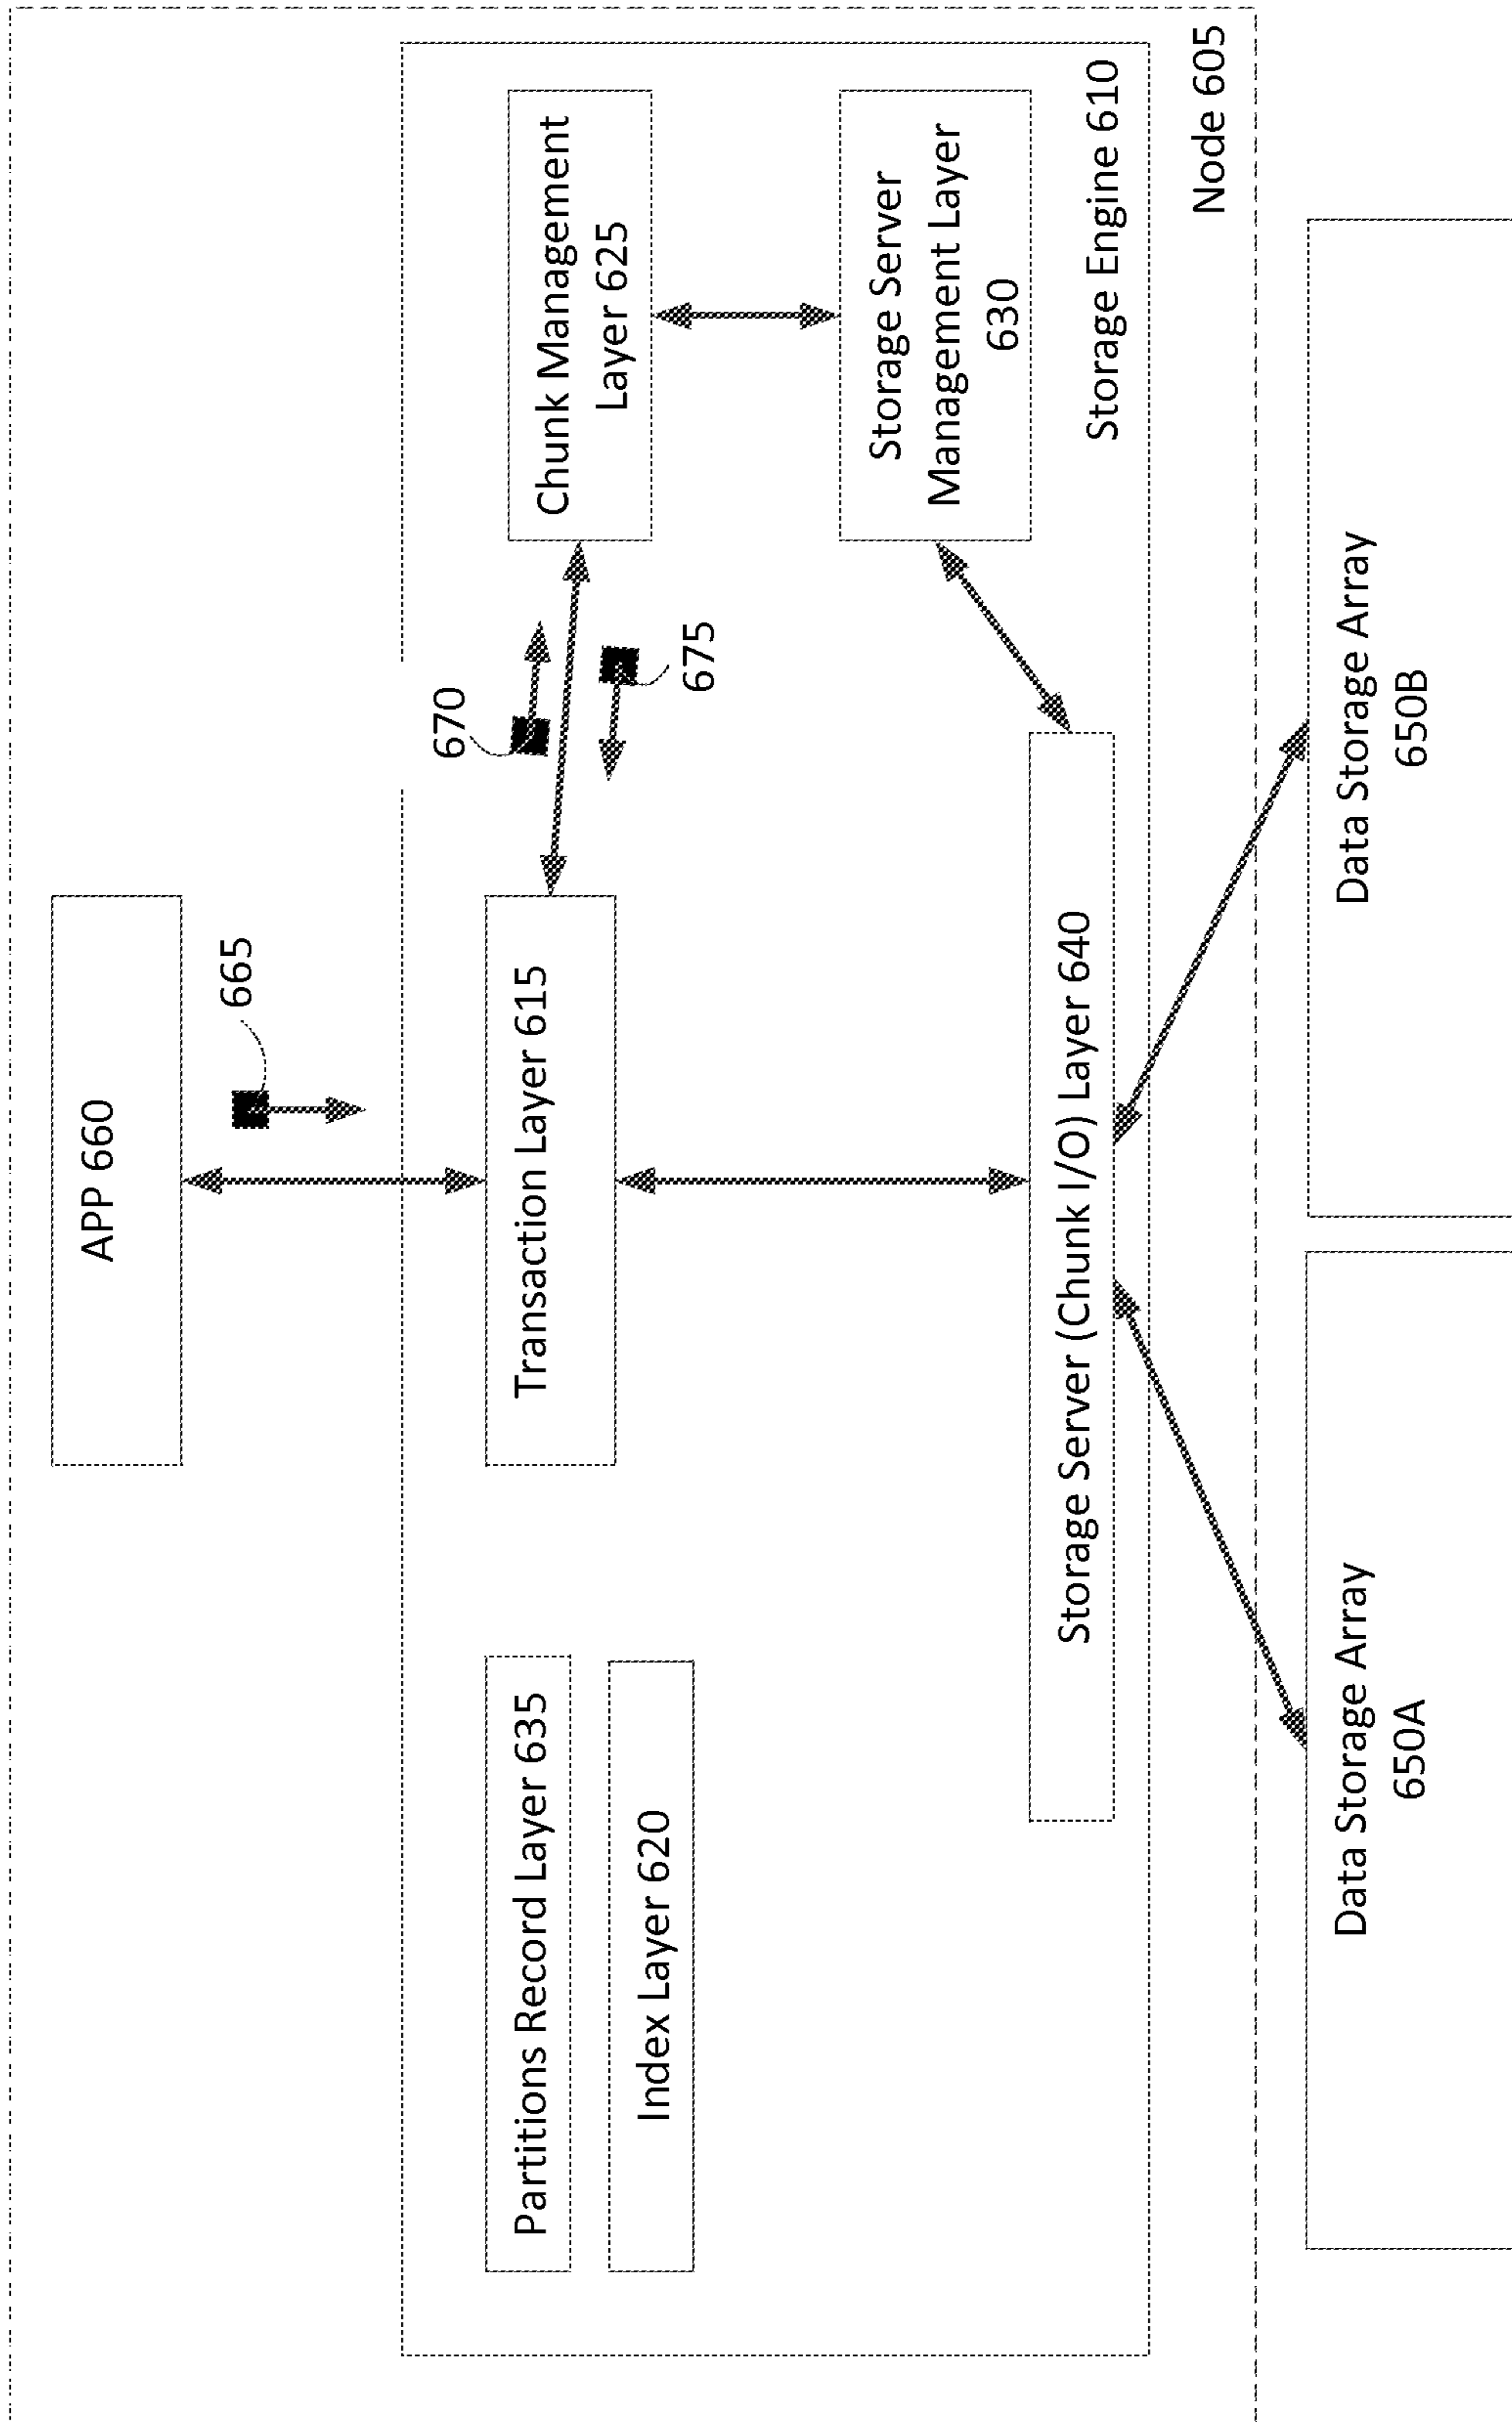 APP 660
665
Partitions Record Layer 635
Index Layer 620
Transaction Layer 615
670
675
Chunk Management
Layer 625
Storage Server
Management Layer
630
Storage Server (Chunk I/O) Layer 640
Storage Engine 610
Node 605
Data Storage Array
650A
Data Storage Array
650B